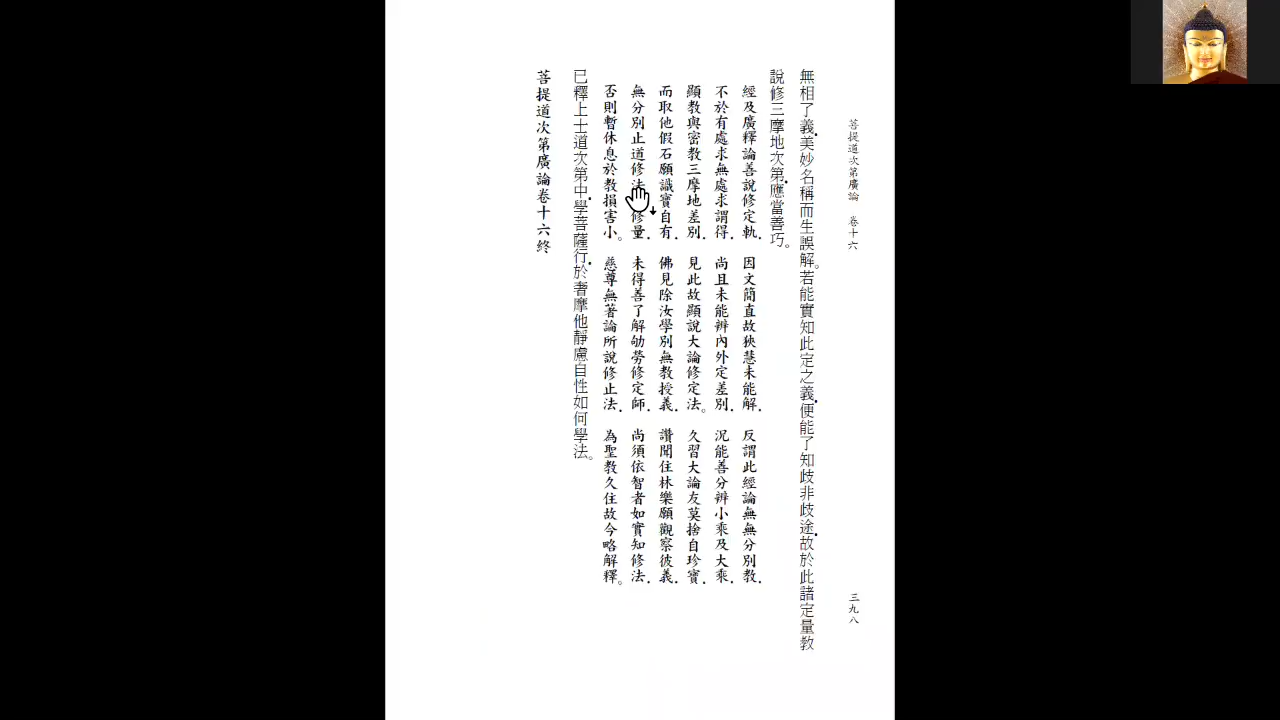 菩提道次第廣論　卷十六　三九八
無相了義，美妙名稱而生誤解。若能實知此定之義，便能了知歧非歧途，故於此諸定量教
說修三摩地次第，應當善巧。
經及廣釋論善說修定軌，因文簡直故狹慧未能解，反謂此經論無無分別教，
不於有處求無處求謂得，尚且未能辨內外定差別，況能善分辨小乘及大乘，
顯教與密教三摩地差別，見此故顯說大論修定法。久習大論友莫捨自珍寶，
而取他假石願識寶自有，佛見除汝學別無教授義，讚聞住林樂願觀察彼義，
無分別止道修法修量，未得善了解劬勞修定師，尚須依智者如實知修法，
否則暫休息於教損害小。慈尊無著論所說修止法，為聖教久住故今略解釋。
已釋上士道次第中，學菩薩行，於奢摩他靜慮自性如何學法。
菩提道次第廣論卷十六終